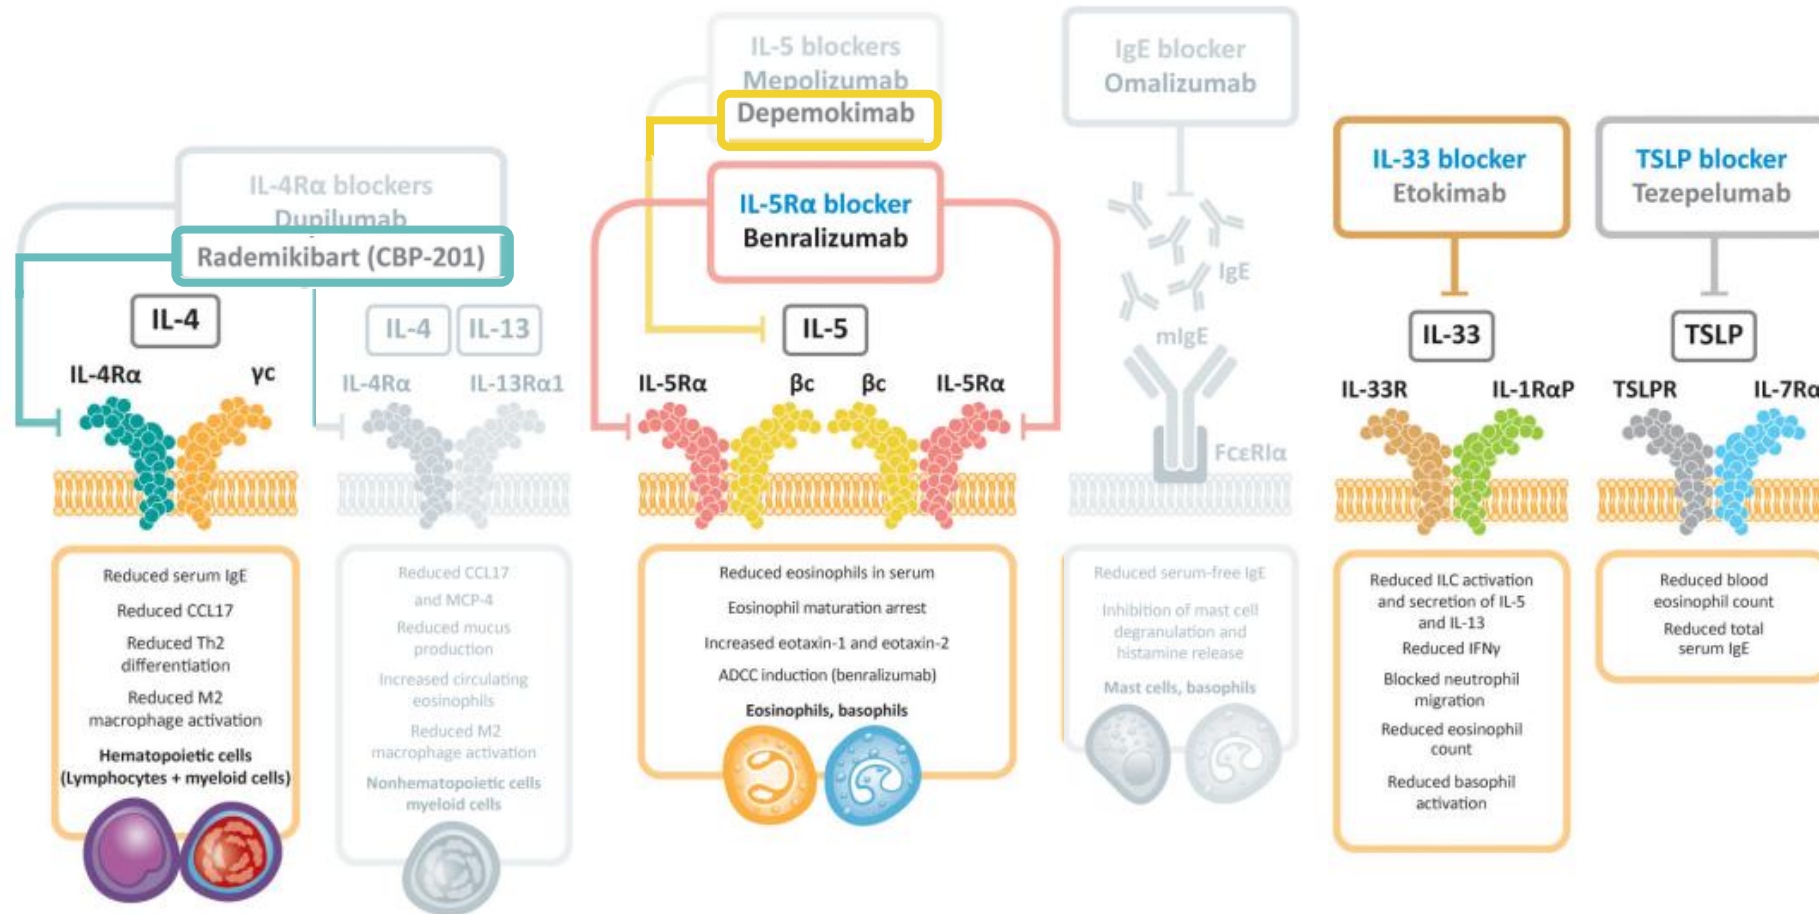 IL-4Rα blockers
Dupilumab
Rademikibart (CBP-201)
IL-4
IL-4Rα
γc
Reduced serum IgE
Reduced CCL17
Reduced Th2
differentiation
Reduced M2
macrophage activation
Hematopoietic cells
(Lymphocytes + myeloid cells)
IL-4
IL-13
IL-4Rα
IL-13Rα1
Reduced CCL17
and MCP-4
Reduced mucus
production
Increased circulating
eosinophils
Reduced M2
macrophage activation
Nonhematopoietic cells
myeloid cells
IL-5 blockers
Mepolizumab
Depemokimab
IL-5Rα blocker
Benralizumab
IL-5
IL-5Rα
βc
βc
IL-5Rα
Reduced eosinophils in serum
Eosinophil maturation arrest
Increased eotaxin-1 and eotaxin-2
ADCC induction (benralizumab)
Eosinophils, basophils
IgE blocker
Omalizumab
IgE
mIgE
FcεRIα
Reduced serum-free IgE
Inhibition of mast cell
degranulation and
histamine release
Mast cells, basophils
IL-33 blocker
Etokimab
IL-33
IL-33R
IL-1RαP
Reduced ILC activation
and secretion of IL-5
and IL-13
Reduced IFNγ
Blocked neutrophil
migration
Reduced eosinophil
count
Reduced basophil
activation
TSLP blocker
Tezepelumab
TSLP
TSLPR
IL-7Rα
Reduced blood
eosinophil count
Reduced total
serum IgE